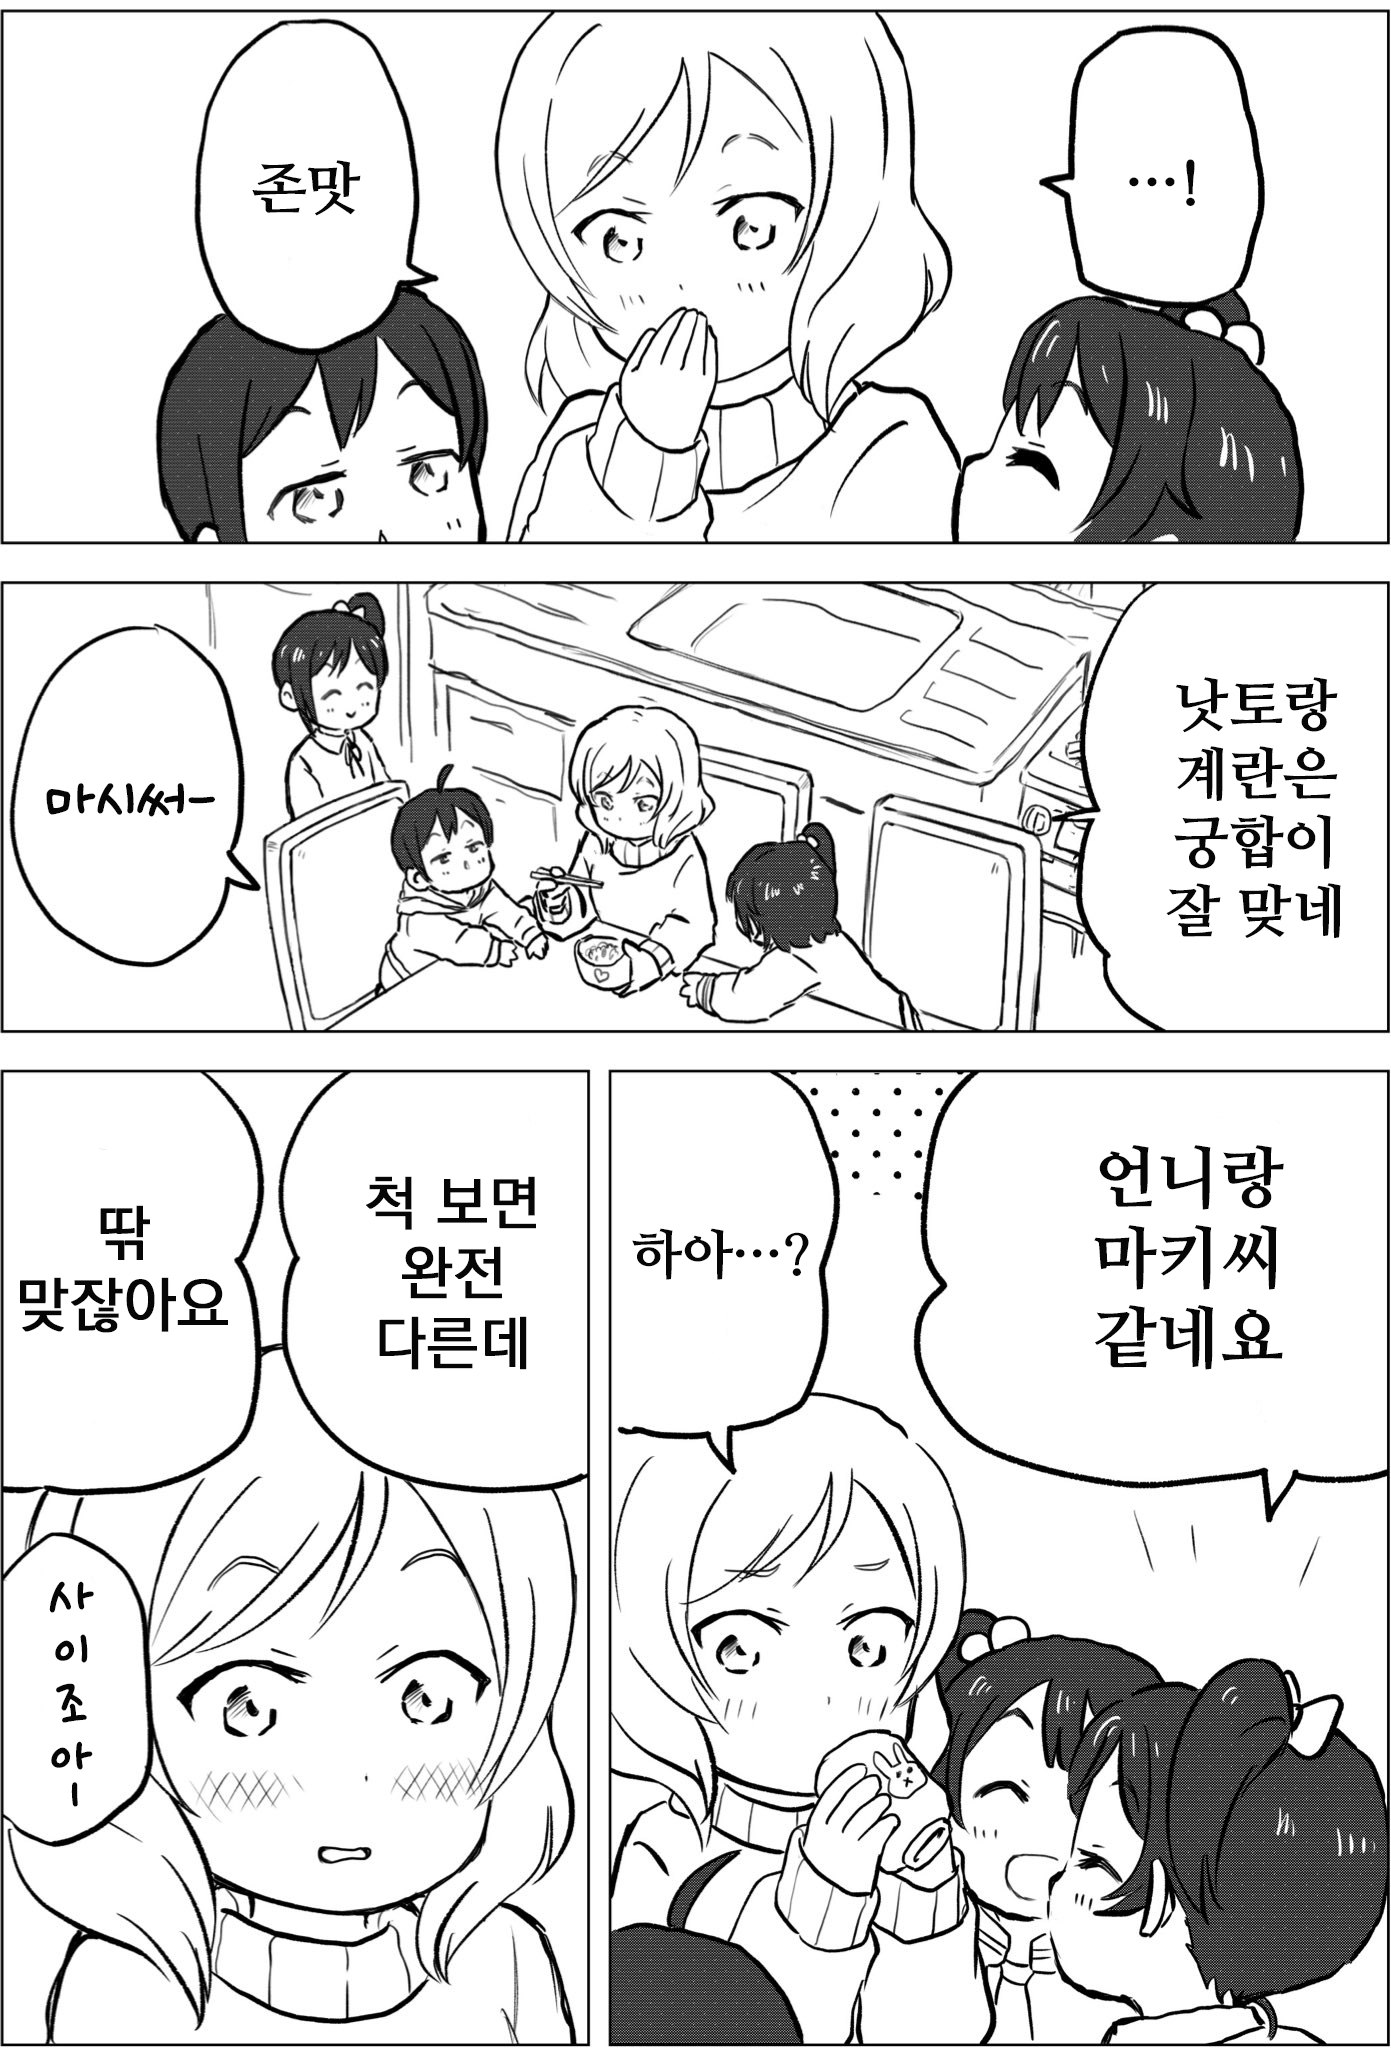 …!
존맛
낫토랑
계란은
궁합이
잘 맞네
마시써ー
언니랑
마키씨
같네요
하아…?
척 보면
완전
다른데
딲
맞잖아요
사이조아ー